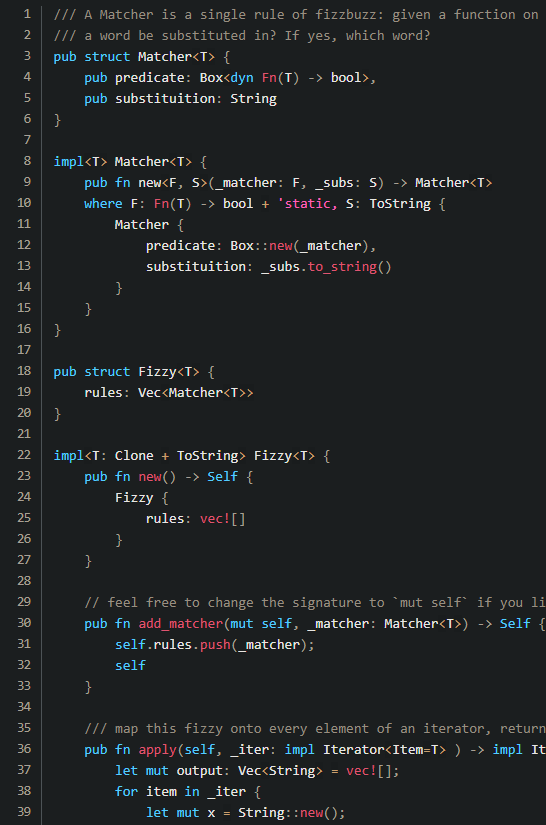 1 /// A Matcher is a single rule of fizzbuzz: given a function on
2 /// a word be substituted in? If yes, which word?
3 pub struct Matcher<T> {
4     pub predicate: Box<dyn Fn(T) -> bool>,
5     pub substituition: String
6 }
7
8 impl<T> Matcher<T> {
9     pub fn new<F, S>(_matcher: F, _subs: S) -> Matcher<T>
10     where F: Fn(T) -> bool + 'static, S: ToString {
11         Matcher {
12             predicate: Box::new(_matcher),
13             substituition: _subs.to_string()
14         }
15     }
16 }
17
18 pub struct Fizzy<T> {
19     rules: Vec<Matcher<T>>
20 }
21
22 impl<T: Clone + ToString> Fizzy<T> {
23     pub fn new() -> Self {
24         Fizzy {
25             rules: vec![]
26         }
27     }
28
29     // feel free to change the signature to `mut self` if you li
30     pub fn add_matcher(mut self, _matcher: Matcher<T>) -> Self {
31         self.rules.push(_matcher);
32         self
33     }
34
35     /// map this fizzy onto every element of an iterator, return
36     pub fn apply(self, _iter: impl Iterator<Item=T> ) -> impl It
37         let mut output: Vec<String> = vec![];
38         for item in _iter {
39             let mut x = String::new();